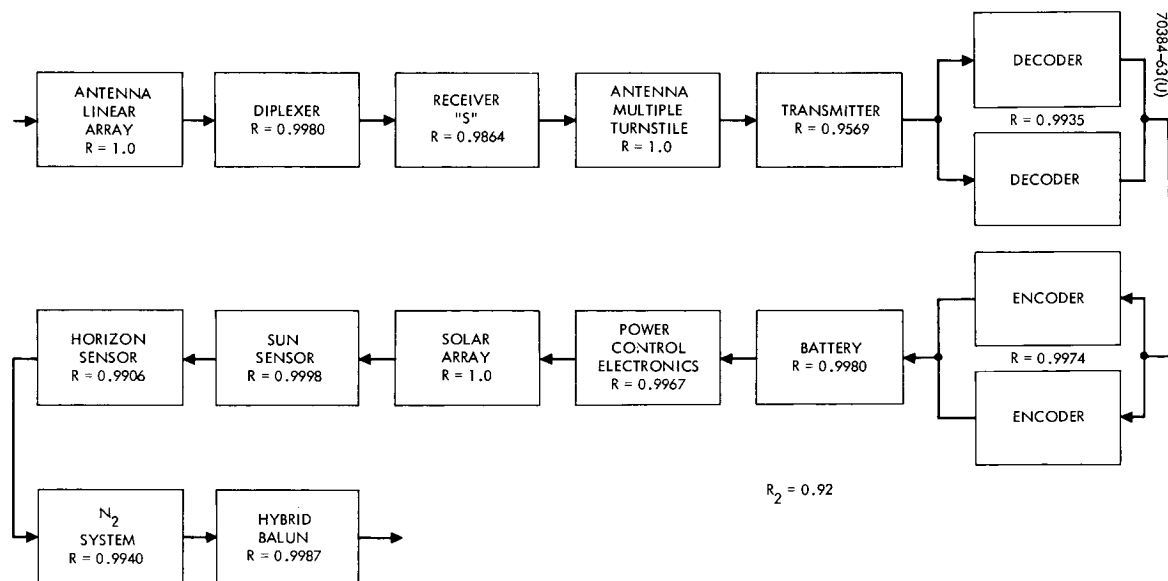 70384-63(U)
ANTENNA
LINEAR
ARRAY
R = 1.0
DIPLEXER
R = 0.9980
RECEIVER
"S"
R = 0.9864
ANTENNA
MULTIPLE
TURNSTILE
R = 1.0
TRANSMITTER
R = 0.9569
DECODER
R = 0.9935
DECODER
ENCODER
R = 0.9974
ENCODER
BATTERY
R = 0.9980
POWER
CONTROL
ELECTRONICS
R = 0.9967
SOLAR
ARRAY
R = 1.0
SUN
SENSOR
R = 0.9998
HORIZON
SENSOR
R = 0.9906
N2
SYSTEM
R = 0.9940
HYBRID
BALUN
R = 0.9987
R2 = 0.92